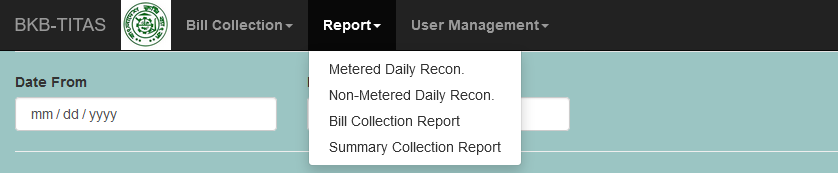 BKB-TITAS Bill Collection Report User Management
Metered Daily Recon.
Non-Metered Daily Recon.
Bill Collection Report
Summary Collection Report
Date From
mm / dd / yyyy